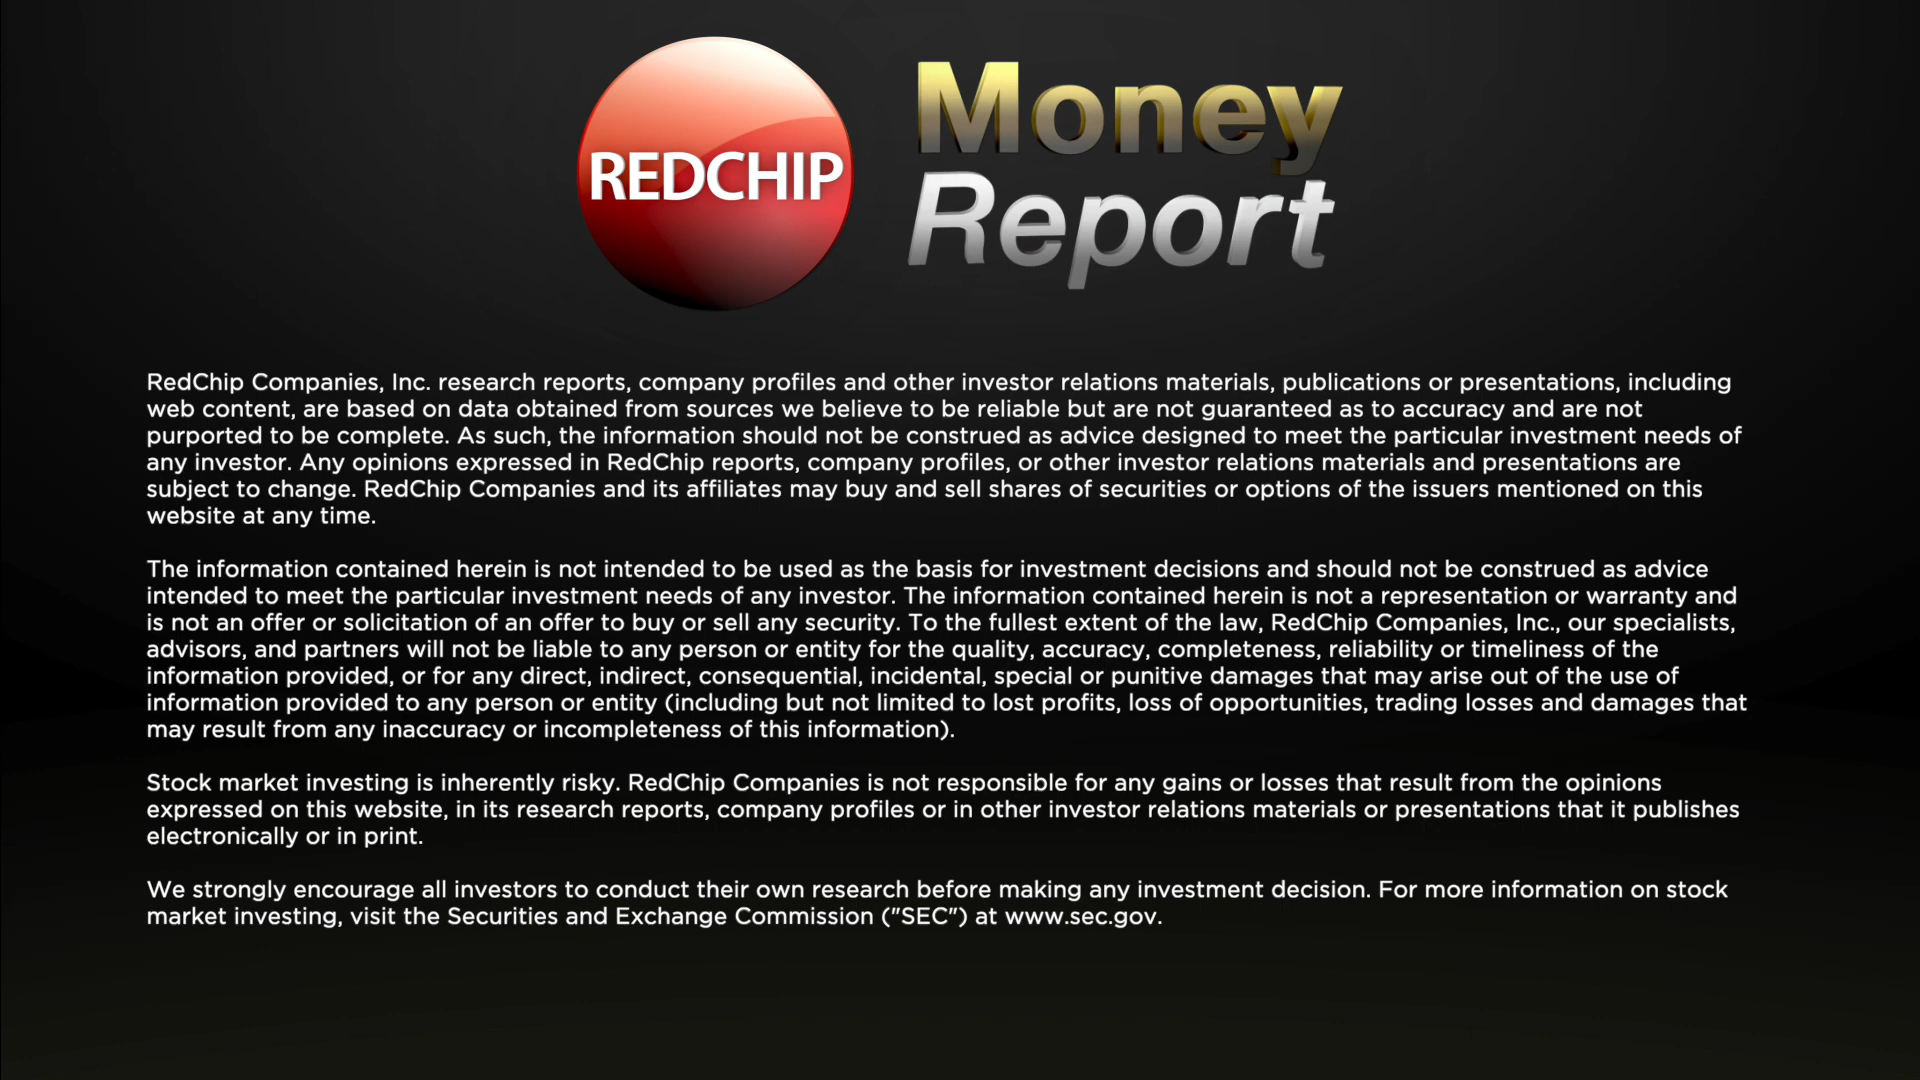 REDCHIP
Money
Report
RedChip Companies, Inc. research reports, company profiles and other investor relations materials, publications or presentations, including
web content, are based on data obtained from sources we believe to be reliable but are not guaranteed as to accuracy and are not
purported to be complete. As such, the information should not be construed as advice designed to meet the particular investment needs of
any investor. Any opinions expressed in RedChip reports, company profiles, or other investor relations materials and presentations are
subject to change. RedChip Companies and its affiliates may buy and sell shares of securities or options of the issuers mentioned on this
website at any time.
The information contained herein is not intended to be used as the basis for investment decisions and should not be construed as advice
intended to meet the particular investment needs of any investor. The information contained herein is not a representation or warranty and
is not an offer or solicitation of an offer to buy or sell any security. To the fullest extent of the law, RedChip Companies, Inc., our specialists,
advisors, and partners will not be liable to any person or entity for the quality, accuracy, completeness, reliability or timeliness of the
information provided, or for any direct, indirect, consequential, incidental, special or punitive damages that may arise out of the use of
information provided to any person or entity (including but not limited to lost profits, loss of opportunities, trading losses and damages that
may result from any inaccuracy or incompleteness of this information).
Stock market investing is inherently risky. RedChip Companies is not responsible for any gains or losses that result from the opinions
expressed on this website, in its research reports, company profiles or in other investor relations materials or presentations that it publishes
electronically or in print.
We strongly encourage all investors to conduct their own research before making any investment decision. For more information on stock
market investing, visit the Securities and Exchange Commission ("SEC") at www.sec.gov.